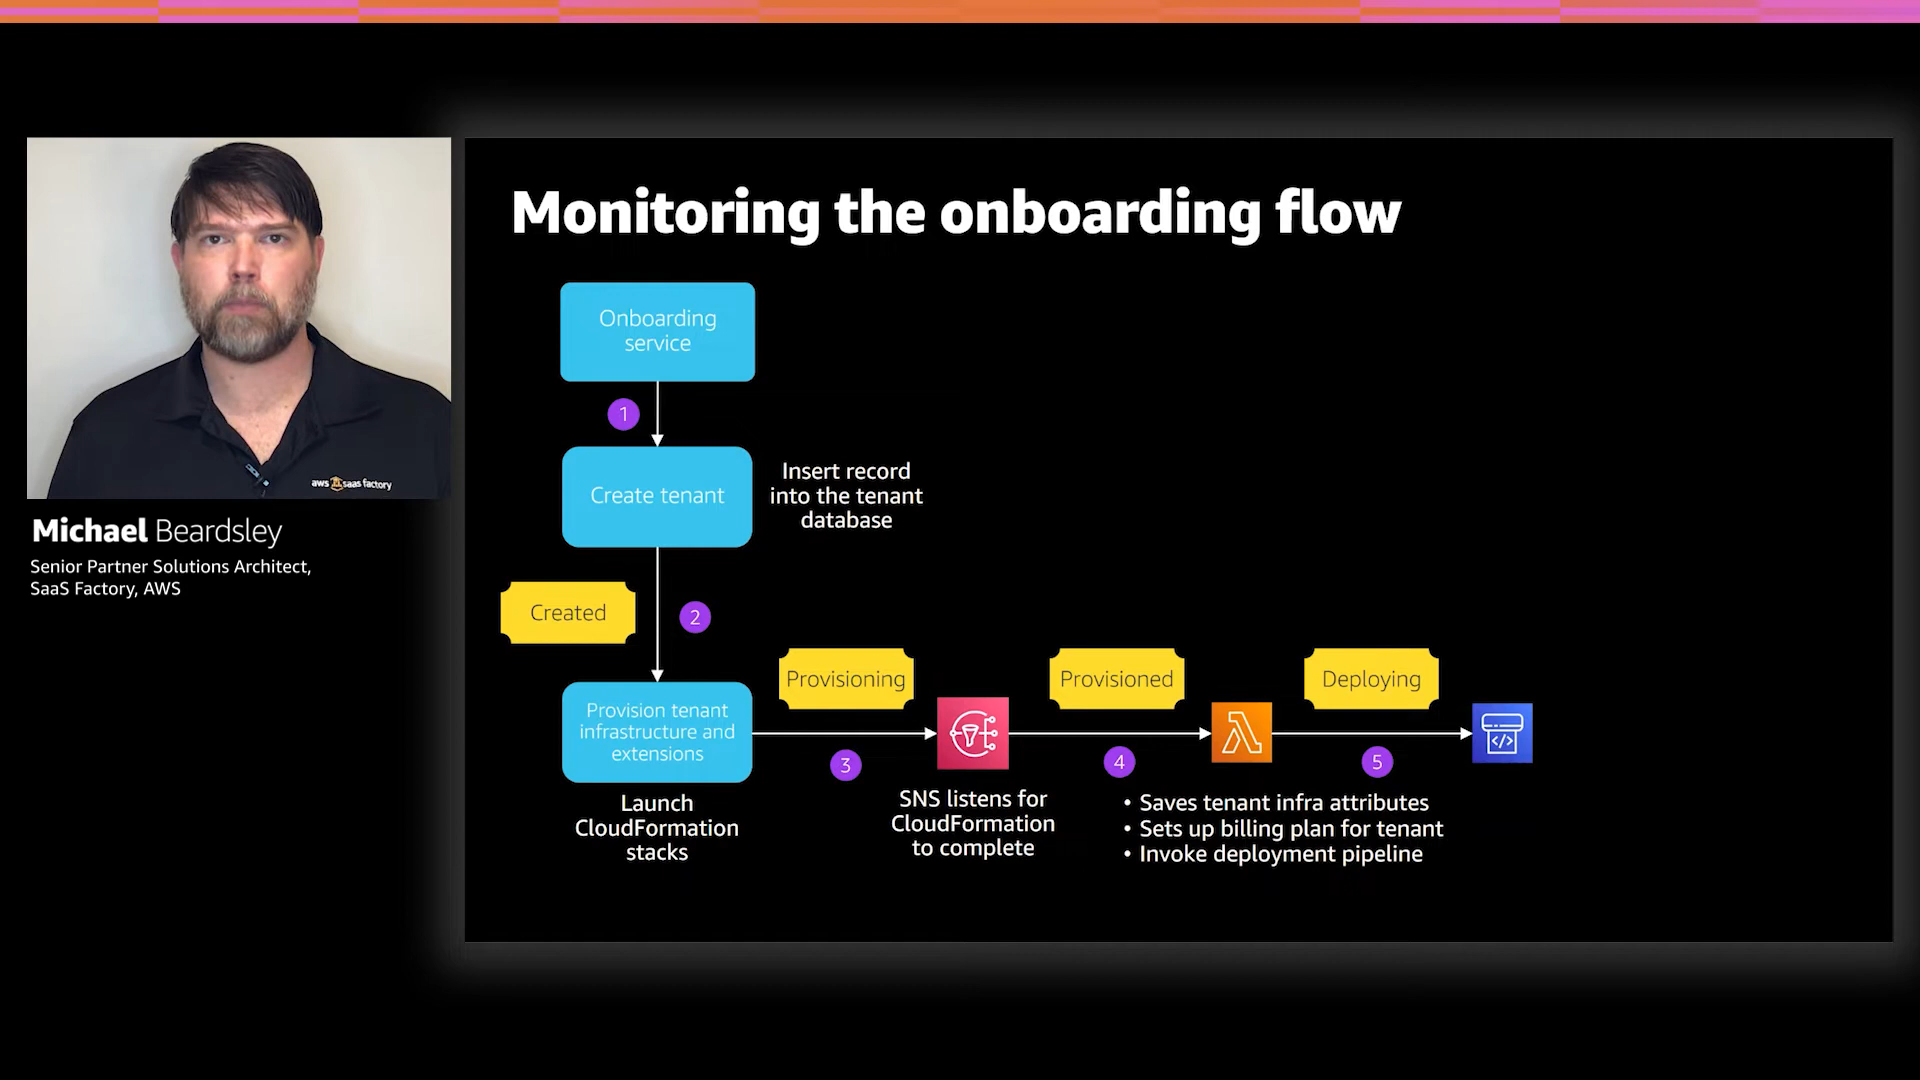 Monitoring the onboarding flow
Onboarding
service
1
Create tenant
Insert record
into the tenant
database
Created
2
Provision tenant
infrastructure and
extensions
Launch
CloudFormation
stacks
Provisioning
3
SNS listens for
CloudFormation
to complete
Provisioned
4
• Saves tenant infra attributes
• Sets up billing plan for tenant
• Invoke deployment pipeline
Deploying
5
</>
aws saas factory
Michael Beardsley
Senior Partner Solutions Architect,
SaaS Factory, AWS